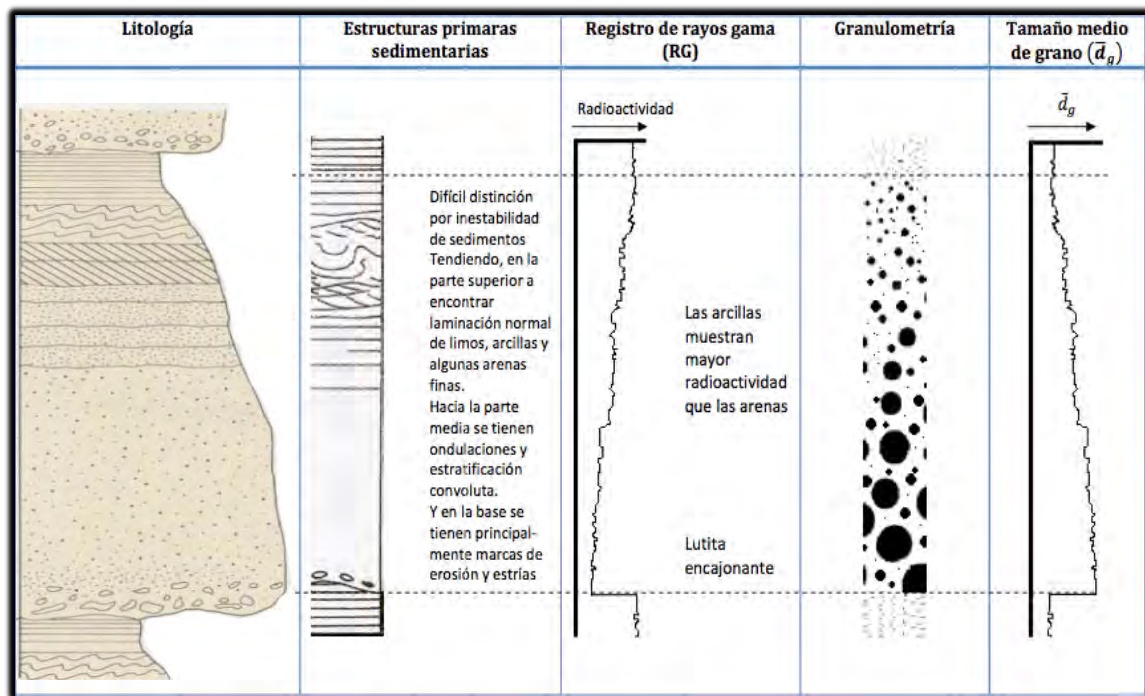 Litología
Estructuras primaras
sedimentarias
Registro de rayos gama
(RG)
Granulometría
Tamaño medio
de grano (d̄g)
Difícil distinción
por inestabilidad
de sedimentos
Tendiendo, en la
parte superior a
encontrar
laminación normal
de limos, arcillas y
algunas arenas
finas.
Hacia la parte
media se tienen
ondulaciones y
estratificación
convoluta.
Y en la base se
tienen principal-
mente marcas de
erosión y estrías
Radioactividad
Las arcillas
muestran
mayor
radioactividad
que las arenas
Lutita
encajonante
d̄g